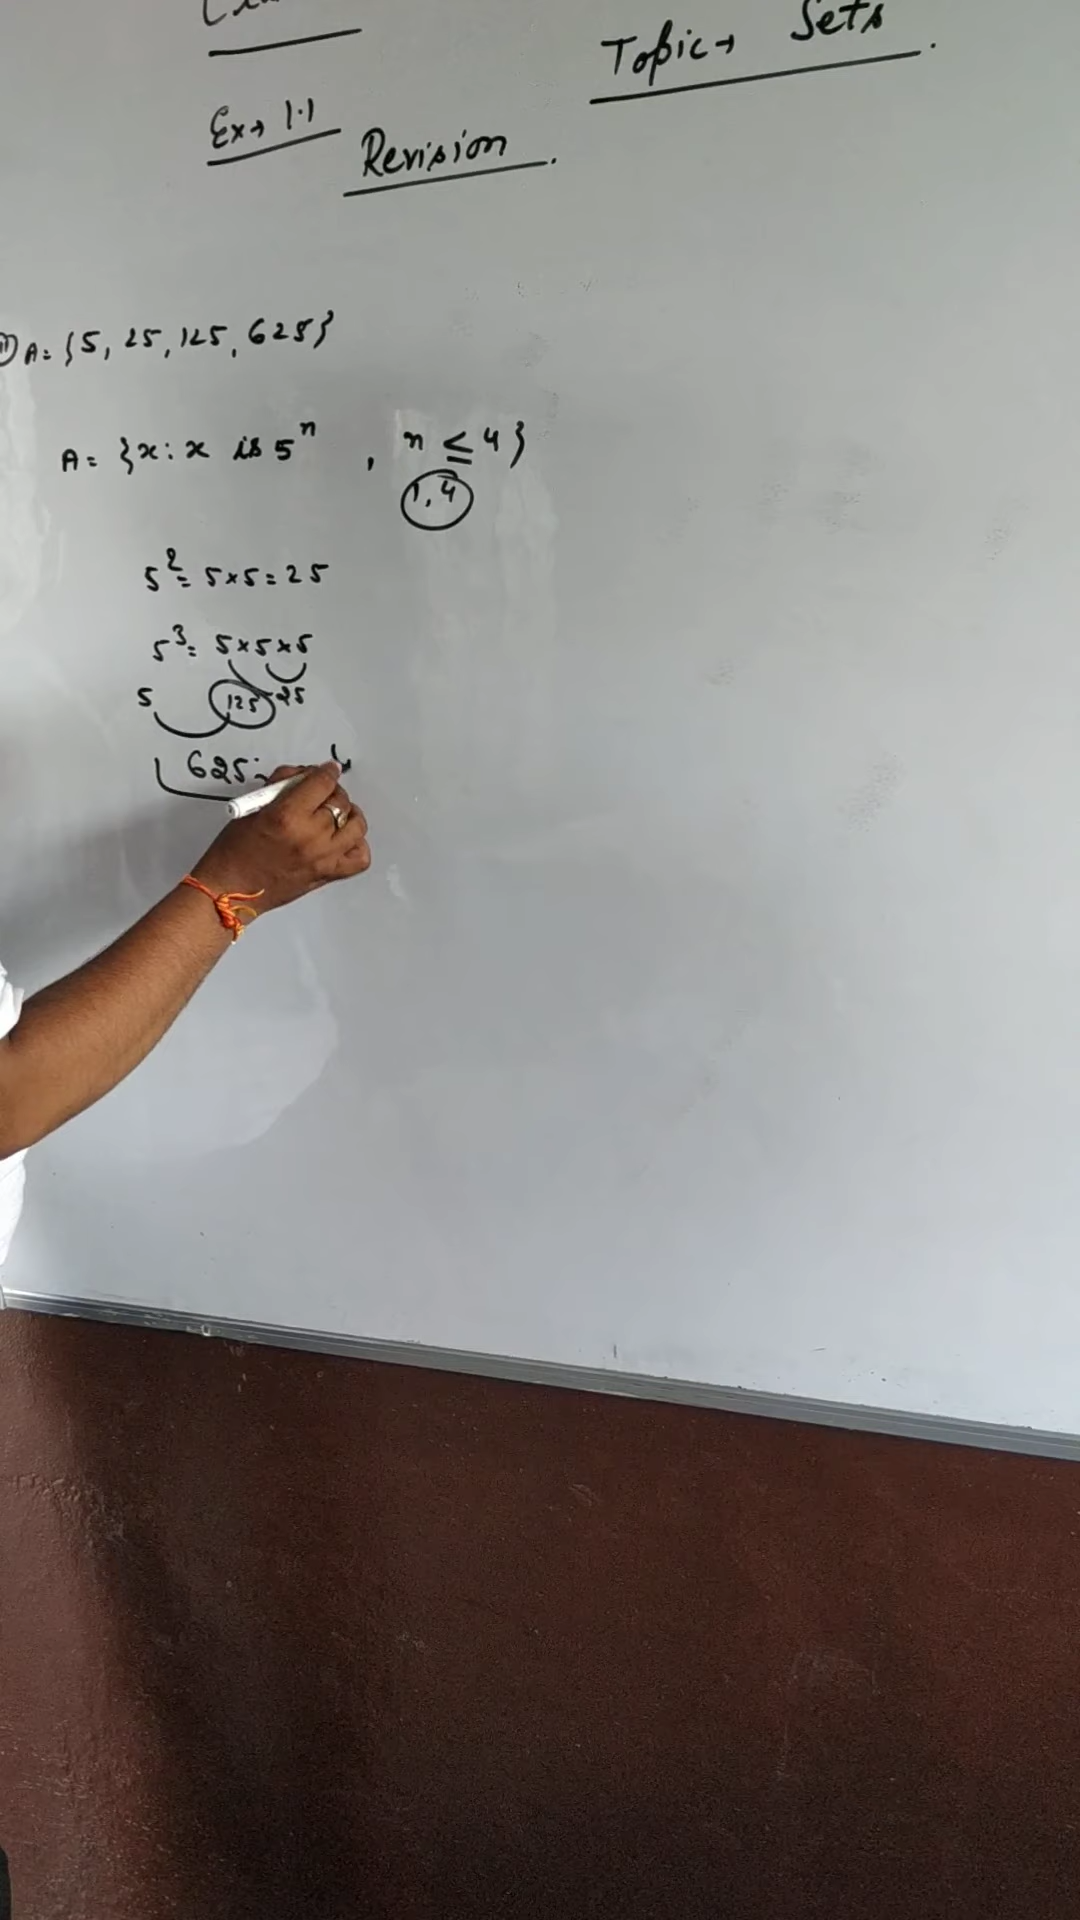 Topic → Sets
Ex → 1.1
Revision
(ii) A = {5, 25, 125, 625}
A = {x : x is 5ⁿ , n ≤ 4}
1, 4
5² = 5×5 = 25
5³ = 5×5×5
5 125 25
625